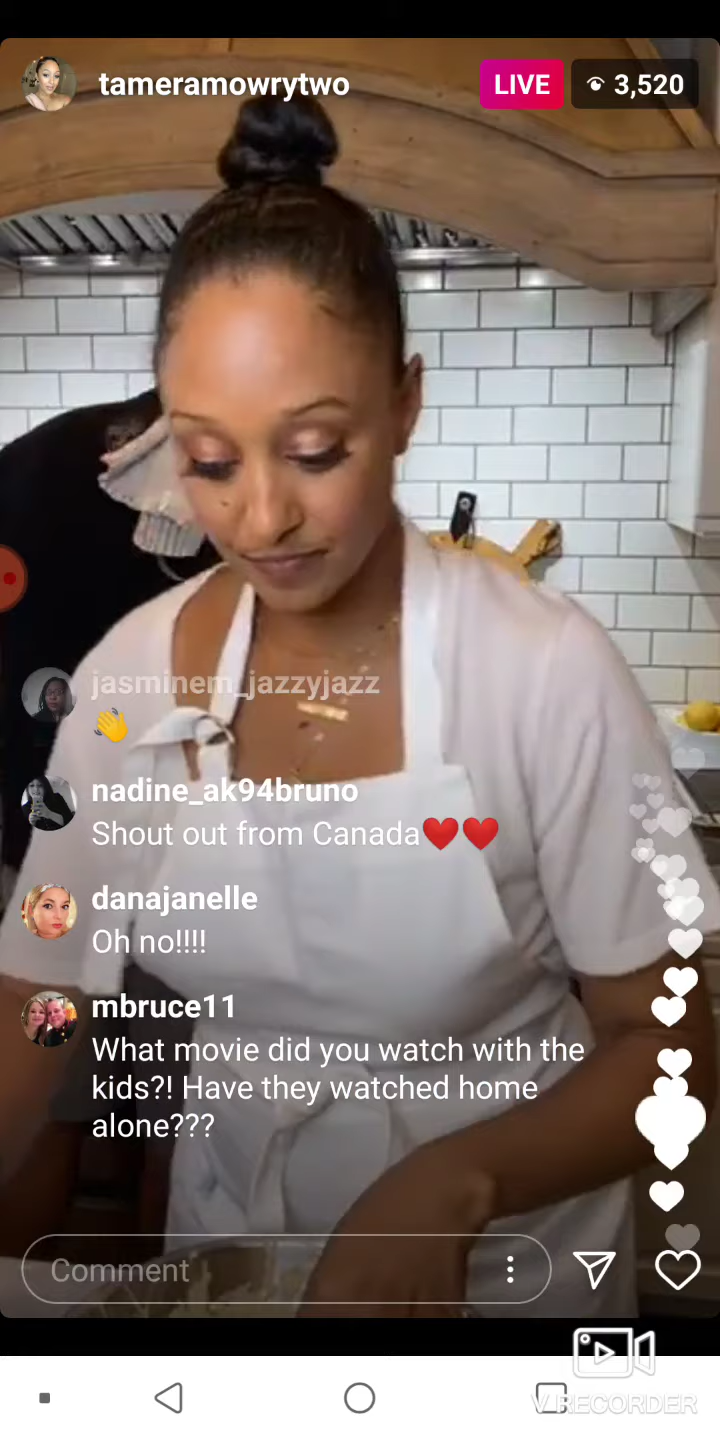 tameramowrytwo
LIVE
3,520
jasminem_jazzyjazz
👋
nadine_ak94bruno
Shout out from Canada❤️❤️
danajanelle
Oh no!!!!
mbruce11
What movie did you watch with the
kids?! Have they watched home
alone???
Comment
V RECORDER